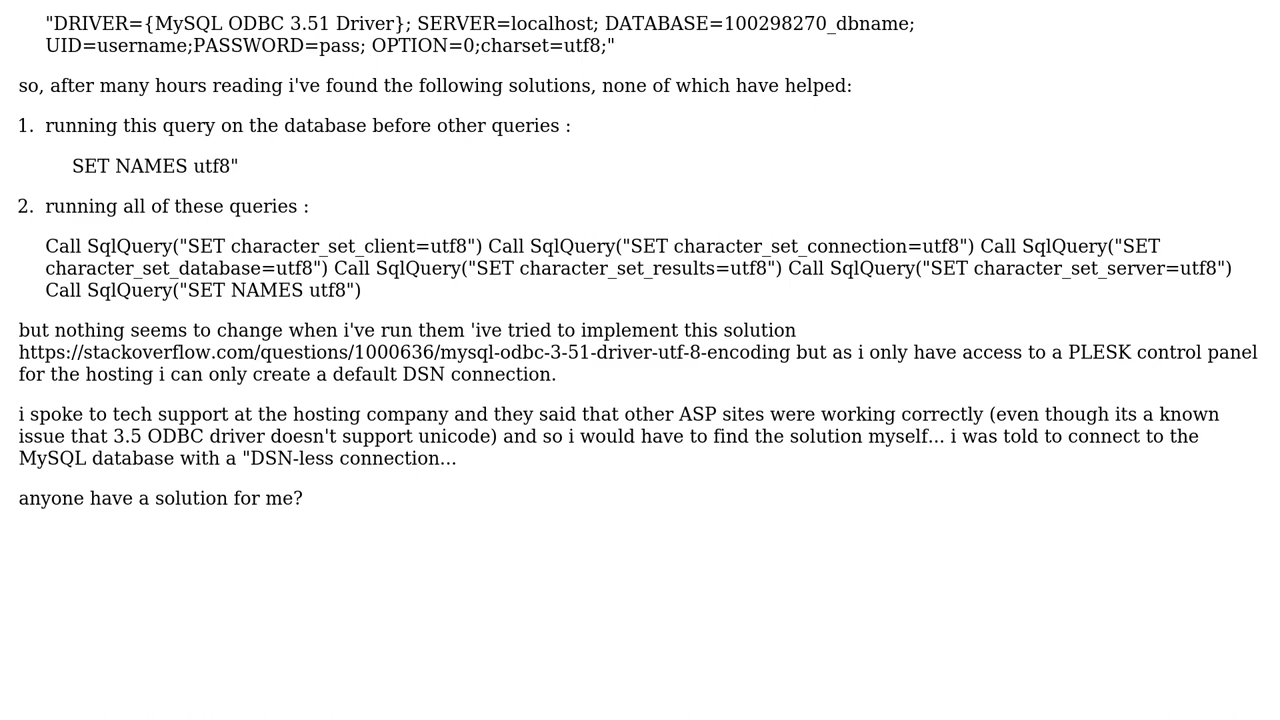 "DRIVER={MySQL ODBC 3.51 Driver}; SERVER=localhost; DATABASE=100298270_dbname;
UID=username;PASSWORD=pass; OPTION=0;charset=utf8;"
so, after many hours reading i've found the following solutions, none of which have helped:
1. running this query on the database before other queries :
SET NAMES utf8"
2. running all of these queries :
Call SqlQuery("SET character_set_client=utf8") Call SqlQuery("SET character_set_connection=utf8") Call SqlQuery("SET
character_set_database=utf8") Call SqlQuery("SET character_set_results=utf8") Call SqlQuery("SET character_set_server=utf8")
Call SqlQuery("SET NAMES utf8")
but nothing seems to change when i've run them 'ive tried to implement this solution
https://stackoverflow.com/questions/1000636/mysql-odbc-3-51-driver-utf-8-encoding but as i only have access to a PLESK control panel
for the hosting i can only create a default DSN connection.
i spoke to tech support at the hosting company and they said that other ASP sites were working correctly (even though its a known
issue that 3.5 ODBC driver doesn't support unicode) and so i would have to find the solution myself... i was told to connect to the
MySQL database with a "DSN-less connection...
anyone have a solution for me?